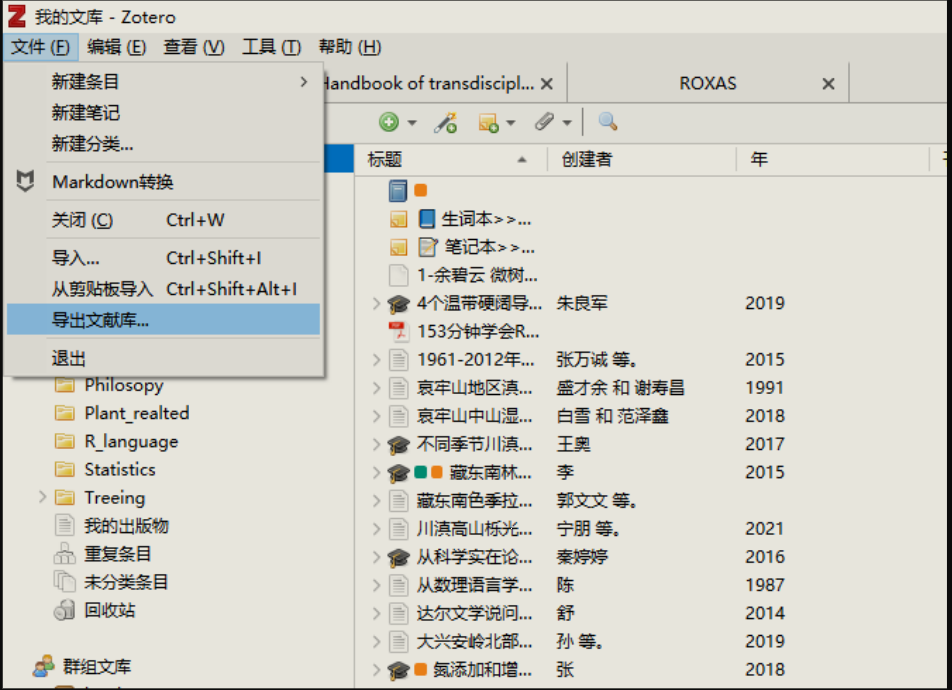 我的文库 - Zotero
文件 (F) 编辑 (E) 查看 (V) 工具 (T) 帮助 (H)
新建条目
新建笔记
新建分类...
Markdown转换
关闭 (C) Ctrl+W
导入... Ctrl+Shift+I
从剪贴板导入 Ctrl+Shift+Alt+I
导出文献库...
退出
Philosopy
Plant_realted
R_language
Statistics
Treeing
我的出版物
重复条目
未分类条目
回收站
群组文库
Handbook of transdiscipl... ROXAS
标题 创建者 年
生词本>>...
笔记本>>...
1-余碧云 微树...
4个温带硬阔导... 朱良军 2019
153分钟学会R...
1961-2012年... 张万诚 等。 2015
哀牢山地区滇... 盛才余 和 谢寿昌 1991
哀牢山中山湿... 白雪 和 范泽鑫 2018
不同季节川滇... 王奥 2017
藏东南林... 李 2015
藏东南色季拉... 郭文文 等。
川滇高山栎光... 宁朋 等。 2021
从科学实在论... 秦婷婷 2016
从数理语言学... 陈 1987
达尔文学说问... 舒 2014
大兴安岭北部... 孙 等。 2019
氮添加和增... 张 2018